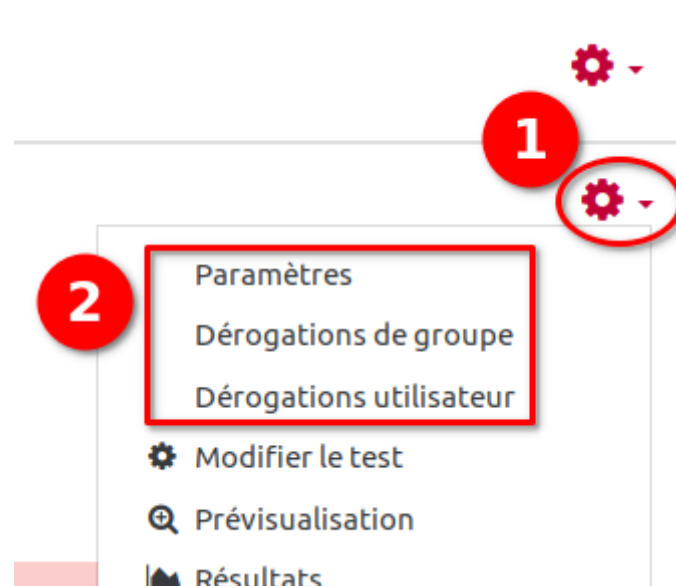 1
2
Paramètres
Dérogations de groupe
Dérogations utilisateur
Modifier le test
Prévisualisation
Résultats